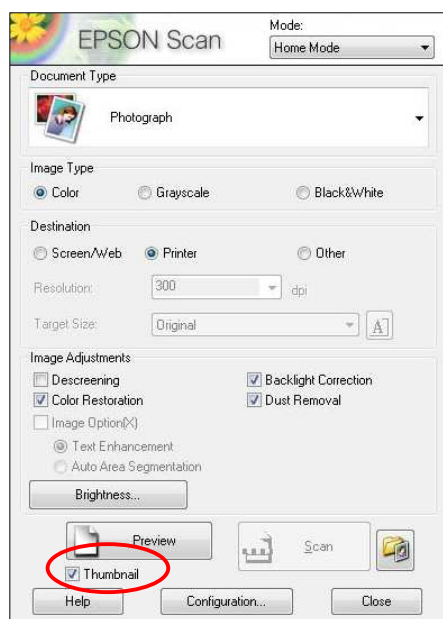 EPSON Scan
Mode:
Home Mode
Document Type
Photograph
Image Type
Color Grayscale Black&White
Destination
Screen/Web Printer Other
Resolution: 300 dpi
Target Size: Original A
Image Adjustments
Descreening Backlight Correction
Color Restoration Dust Removal
Image Option(X)
Text Enhancement
Auto Area Segmentation
Brightness...
Preview Scan
Thumbnail
Help Configuration... Close